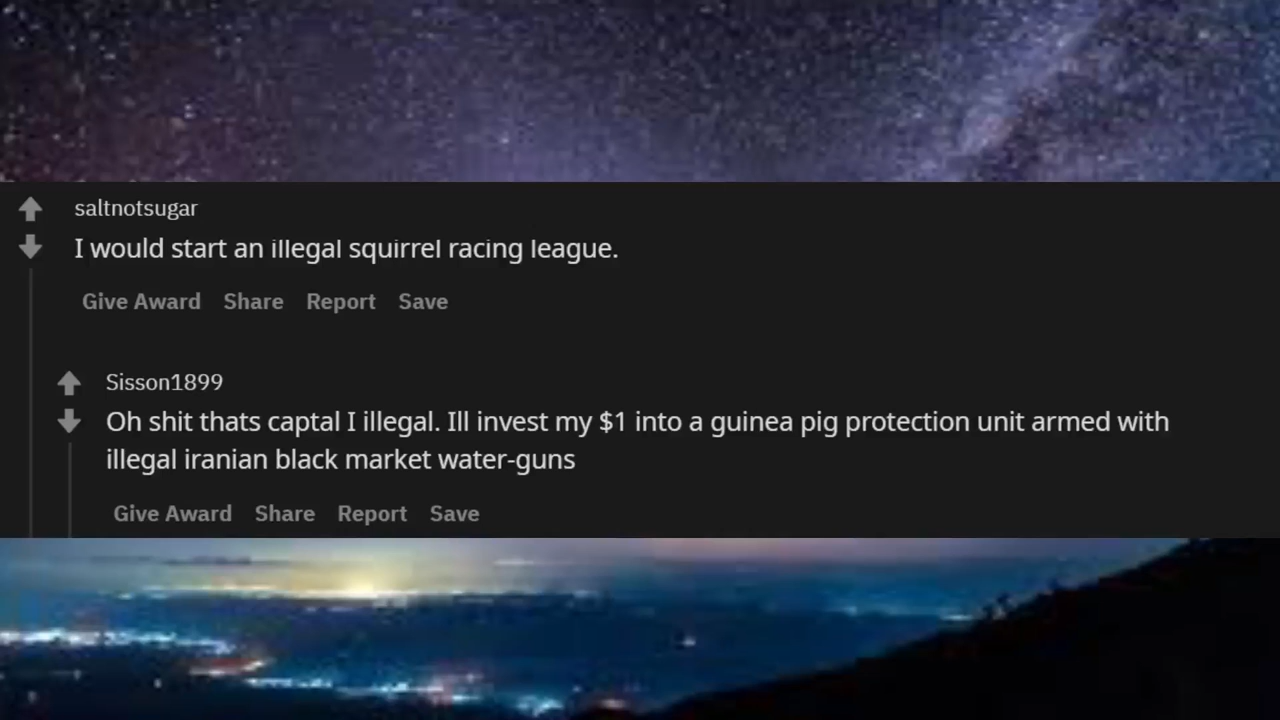 saltnotsugar
I would start an illegal squirrel racing league.
Give Award Share Report Save
Sisson1899
Oh shit thats captal I illegal. Ill invest my $1 into a guinea pig protection unit armed with
illegal iranian black market water-guns
Give Award Share Report Save